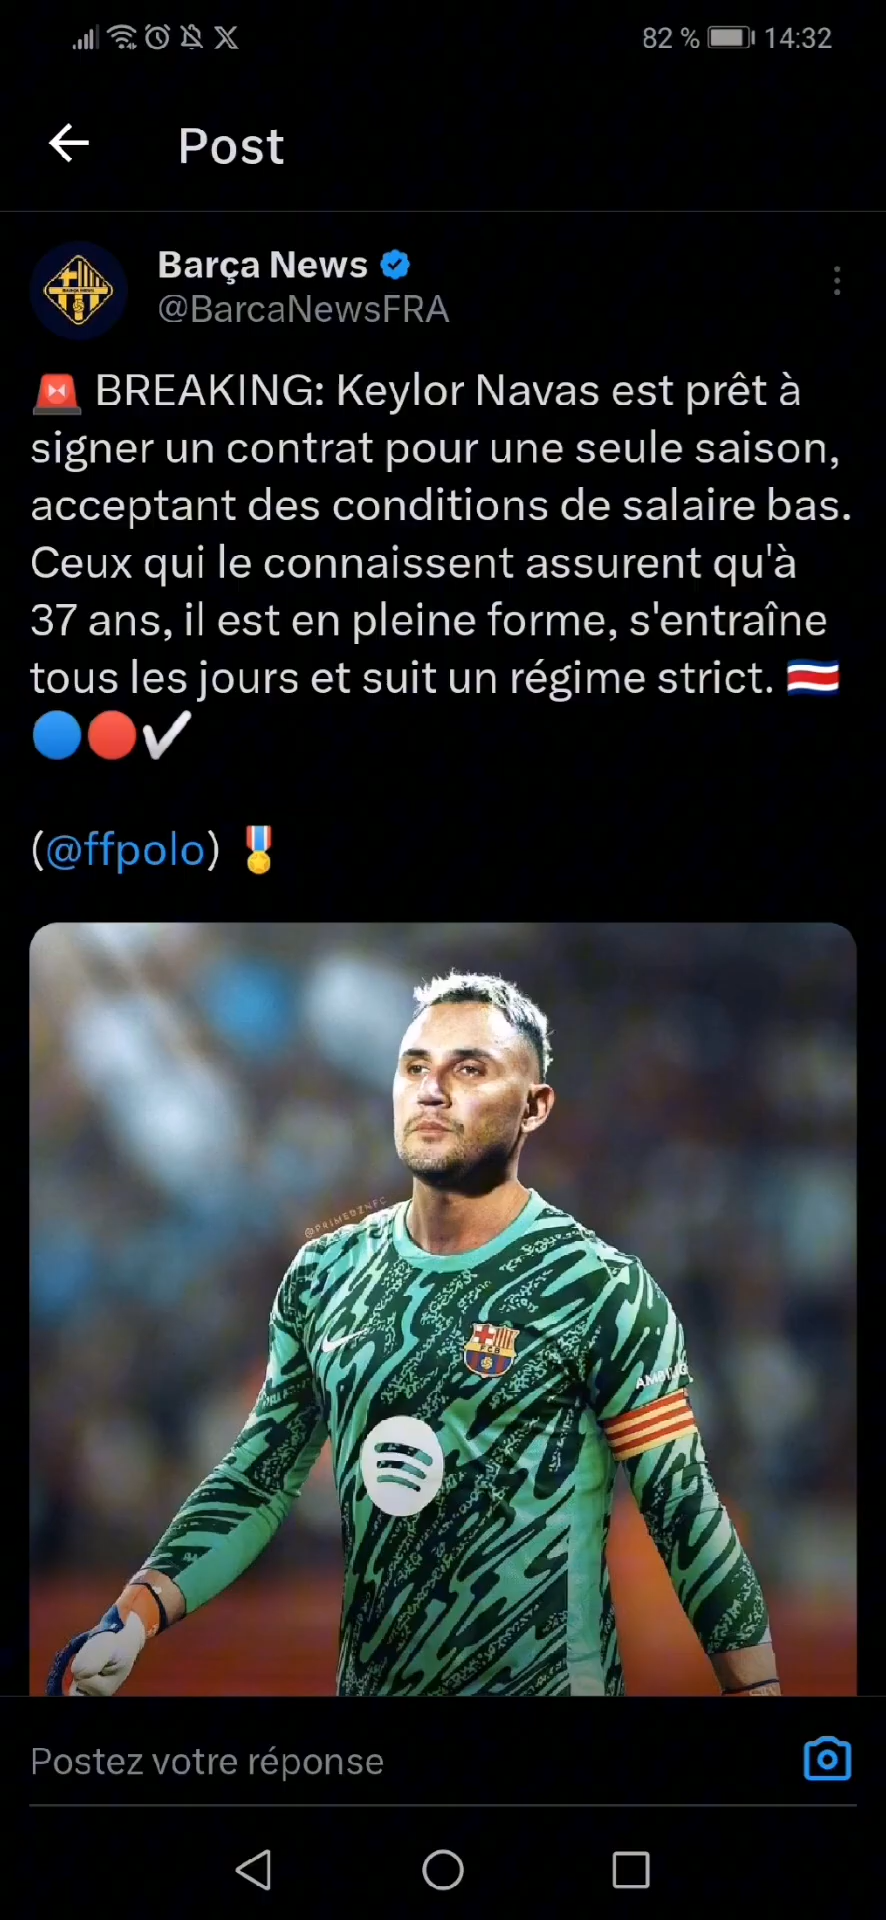 82 % 14:32
Post
Barça News
@BarcaNewsFRA
🚨 BREAKING: Keylor Navas est prêt à
signer un contrat pour une seule saison,
acceptant des conditions de salaire bas.
Ceux qui le connaissent assurent qu'à
37 ans, il est en pleine forme, s'entraîne
tous les jours et suit un régime strict. 🇨🇷
🔵🔴✔️
(@ffpolo) 🎖️
@PRIMEDZNFC
FCB
Postez votre réponse